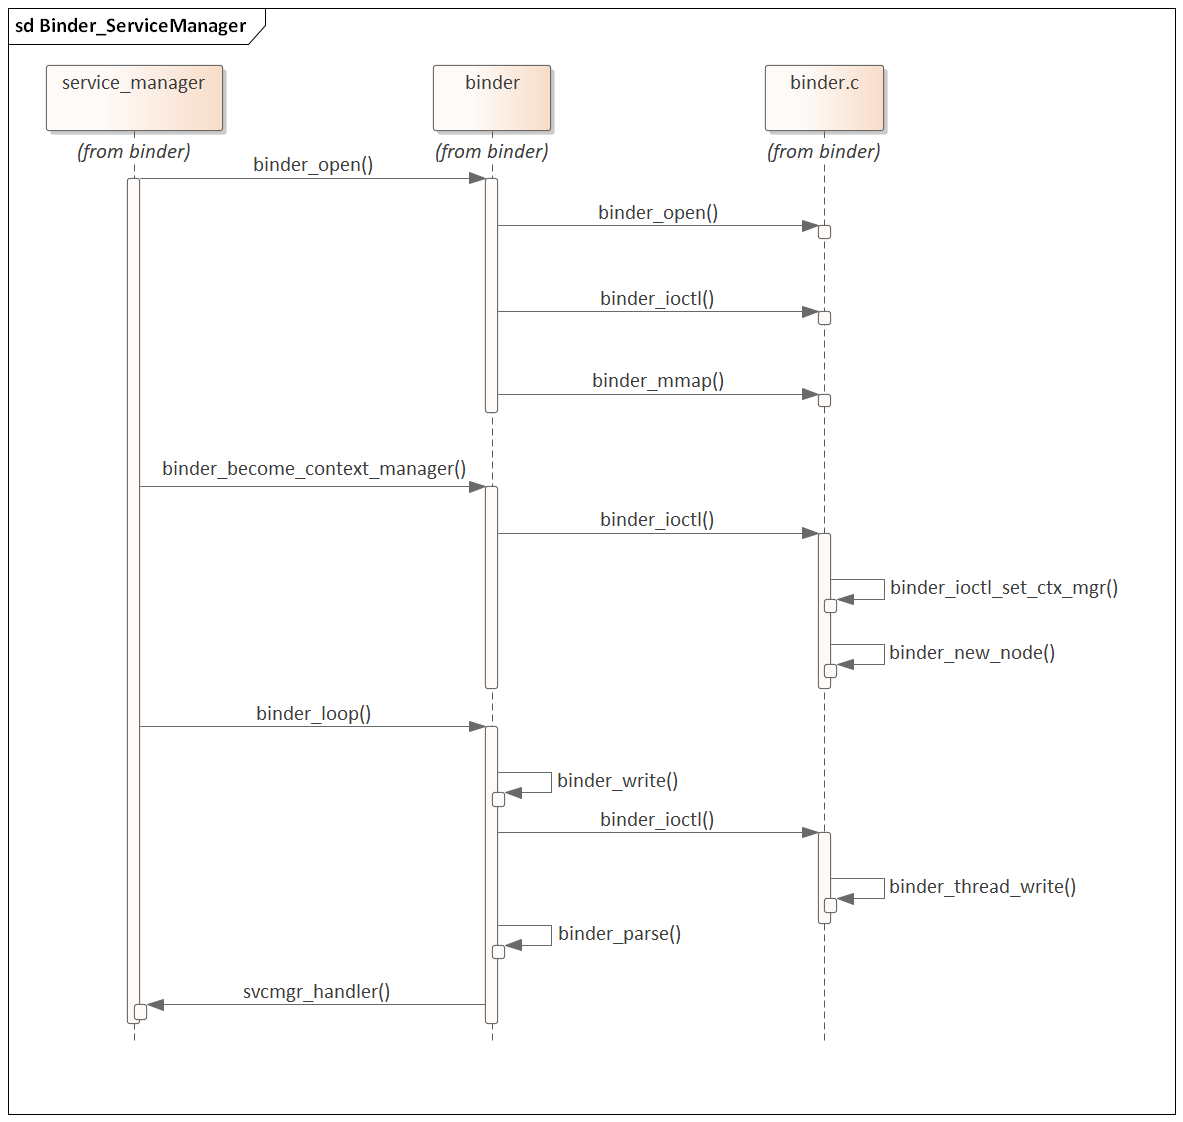 sd Binder_ServiceManager
service_manager
binder
binder.c
(from binder)
(from binder)
(from binder)
binder_open()
binder_open()
binder_ioctl()
binder_mmap()
binder_become_context_manager()
binder_ioctl()
binder_ioctl_set_ctx_mgr()
binder_new_node()
binder_loop()
binder_write()
binder_ioctl()
binder_thread_write()
binder_parse()
svcmgr_handler()